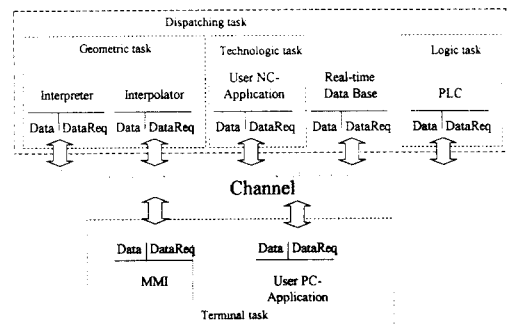 Dispatching task
Geometric task
Technologic task
Logic task
Interpreter
Interpolator
User NC-
Application
Real-time
Data Base
PLC
Data DataReq
Data DataReq
Data DataReq
Data DataReq
Data DataReq
Channel
Data DataReq
Data DataReq
MMI
User PC-
Application
Terminal task